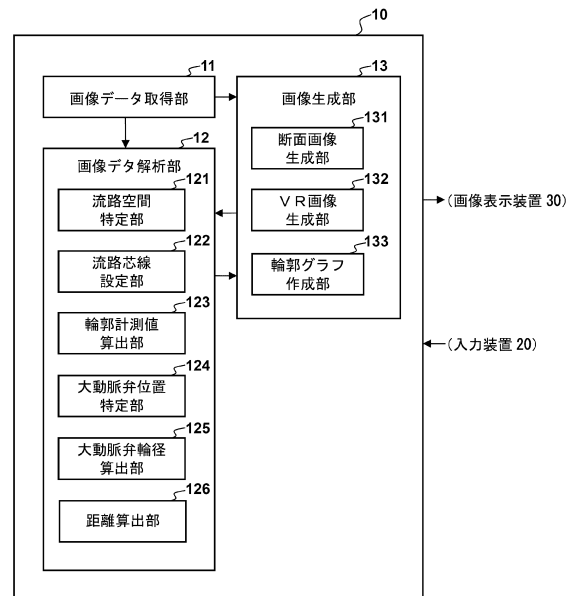 10
11
画像データ取得部
13
画像生成部
131
断面画像
生成部
132
VR画像
生成部
133
輪郭グラフ
作成部
12
画像データ解析部
121
流路空間
特定部
122
流路芯線
設定部
123
輪郭計測値
算出部
124
大動脈弁位置
特定部
125
大動脈弁輪径
算出部
126
距離算出部
(画像表示装置30)
(入力装置20)